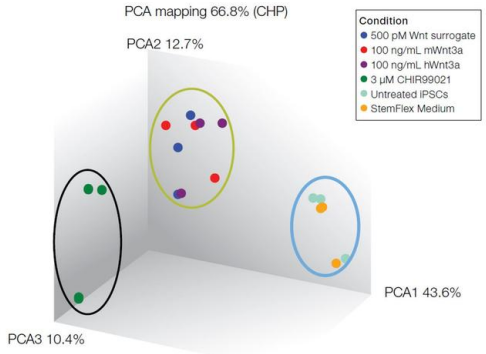 PCA mapping 66.8% (CHP)
PCA2 12.7%
Condition
500 pM Wnt surrogate
100 ng/mL mWnt3a
100 ng/mL hWnt3a
3 µM CHIR99021
Untreated iPSCs
StemFlex Medium
PCA1 43.6%
PCA3 10.4%